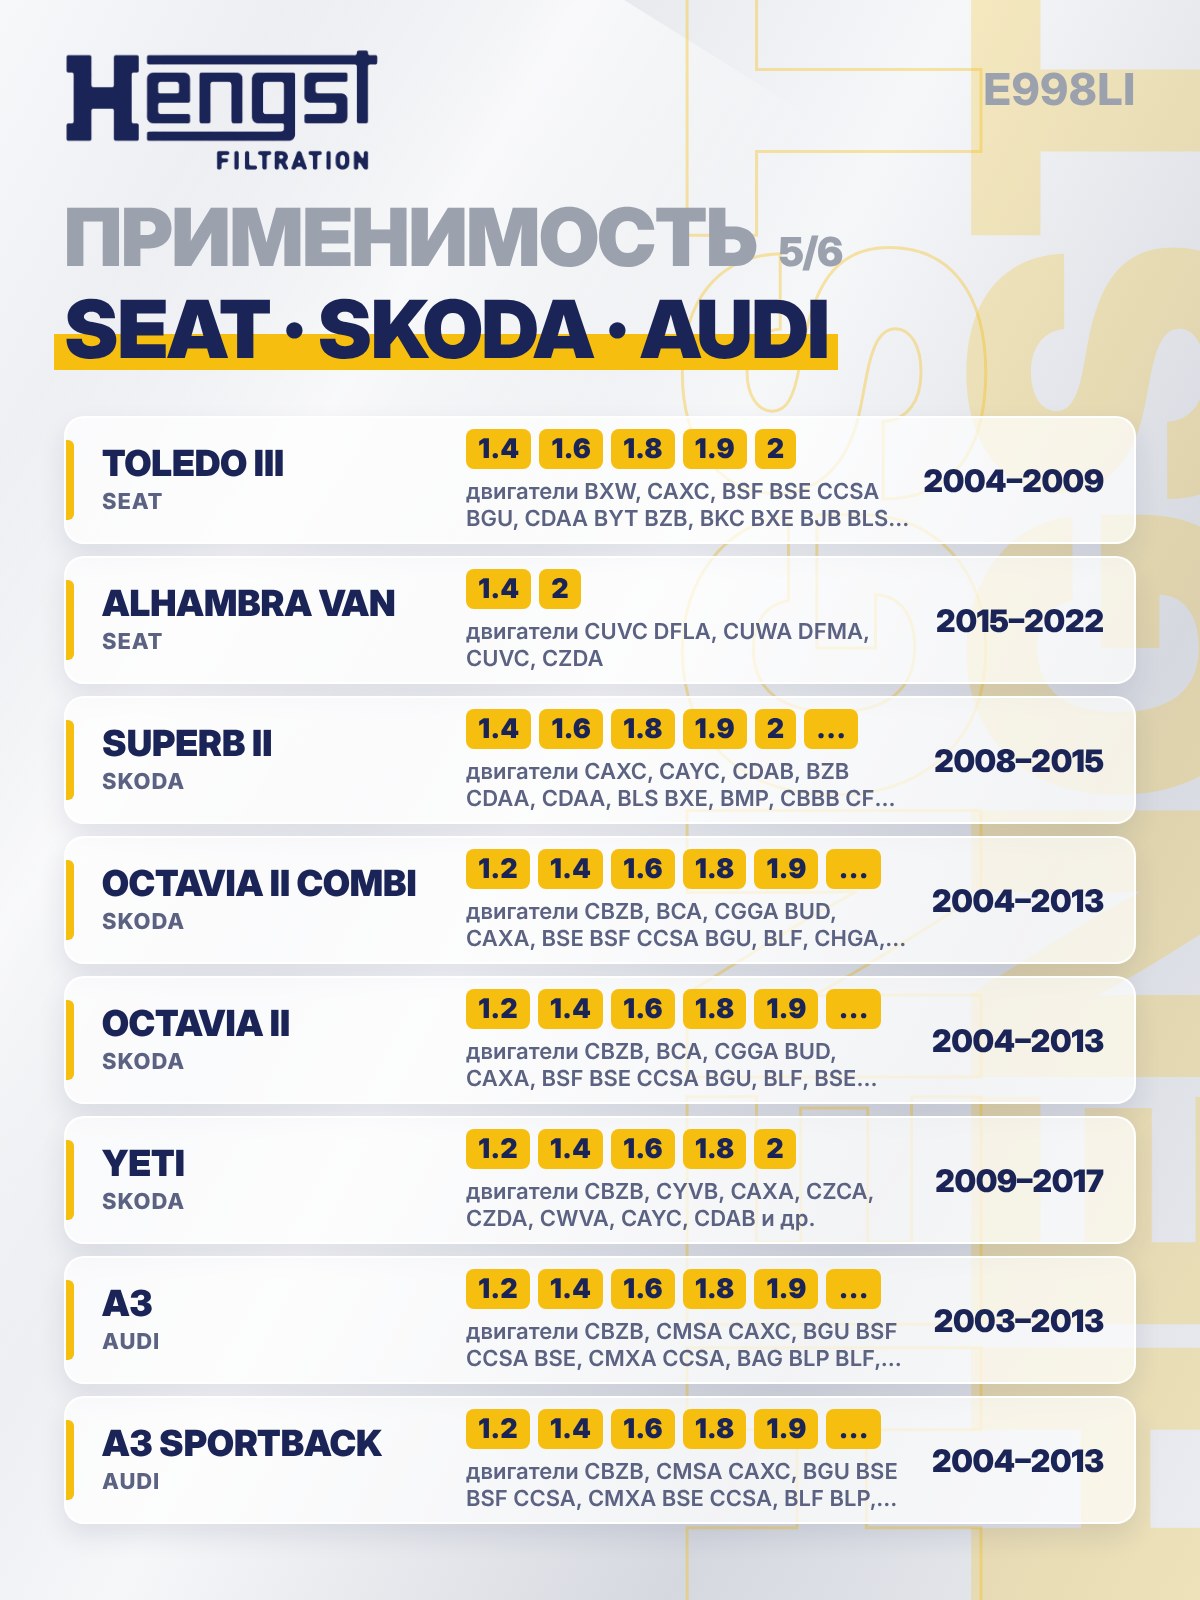 Hengst
FILTRATION
E998LI
ПРИМЕНИМОСТЬ 5/6
SEAT · SKODA · AUDI
TOLEDO III
SEAT
1.4 1.6 1.8 1.9 2
двигатели BXW, CAXC, BSF BSE CCSA
BGU, CDAA BYT BZB, BKC BXE BJB BLS...
2004–2009
ALHAMBRA VAN
SEAT
1.4 2
двигатели CUVC DFLA, CUWA DFMA,
CUVC, CZDA
2015–2022
SUPERB II
SKODA
1.4 1.6 1.8 1.9 2 ...
двигатели CAXC, CAYC, CDAB, BZB
CDAA, CDAA, BLS BXE, BMP, CBBB CF...
2008–2015
OCTAVIA II COMBI
SKODA
1.2 1.4 1.6 1.8 1.9 ...
двигатели CBZB, BCA, CGGA BUD,
CAXA, BSE BSF CCSA BGU, BLF, CHGA,...
2004–2013
OCTAVIA II
SKODA
1.2 1.4 1.6 1.8 1.9 ...
двигатели CBZB, BCA, CGGA BUD,
CAXA, BSF BSE CCSA BGU, BLF, BSE...
2004–2013
YETI
SKODA
1.2 1.4 1.6 1.8 2
двигатели CBZB, CYVB, CAXA, CZCA,
CZDA, CWVA, CAYC, CDAB и др.
2009–2017
A3
AUDI
1.2 1.4 1.6 1.8 1.9 ...
двигатели CBZB, CMSA CAXC, BGU BSF
CCSA BSE, CMXA CCSA, BAG BLP BLF,...
2003–2013
A3 SPORTBACK
AUDI
1.2 1.4 1.6 1.8 1.9 ...
двигатели CBZB, CMSA CAXC, BGU BSE
BSF CCSA, CMXA BSE CCSA, BLF BLP,...
2004–2013